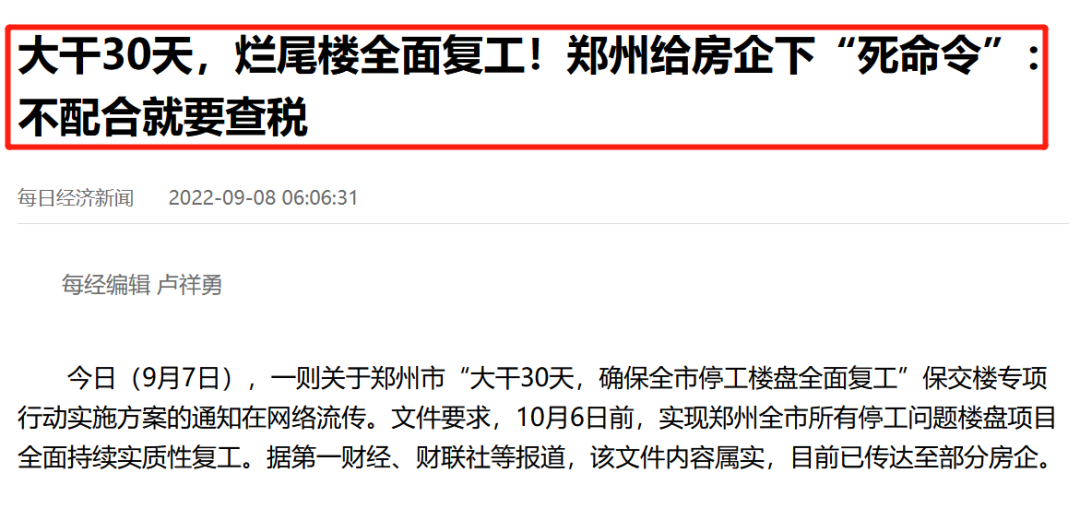 大干30天，烂尾楼全面复工！郑州给房企下“死命令”：
不配合就要查税
每日经济新闻 2022-09-08 06:06:31
每经编辑 卢祥勇
今日（9月7日），一则关于郑州市“大干30天，确保全市停工楼盘全面复工”保交楼专项
行动实施方案的通知在网络流传。文件要求，10月6日前，实现郑州全市所有停工问题楼盘项目
全面持续实质性复工。据第一财经、财联社等报道，该文件内容属实，目前已传达至部分房企。